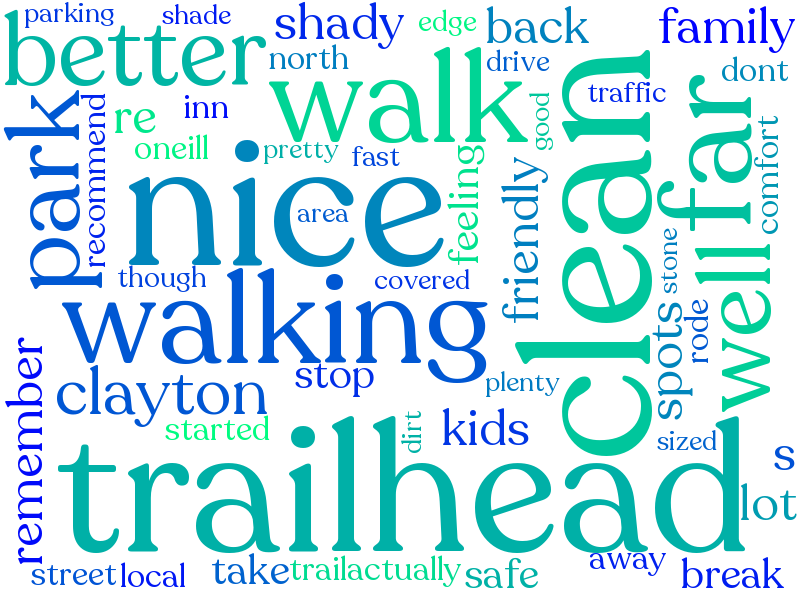 parking
shade
shady
edge
back
family
better
north
drive
dont
walk
traffic
clean
far
park
recommend
re
inn
good
oneill
pretty
fast
feeling
comfort
nice
area
friendly
though
covered
well
stone
walking
spots
rode
stop
plenty
clayton
remember
started
dirt
kids
sized
s
trailhead
lot
street
local
take
trailactually
safe
away
break